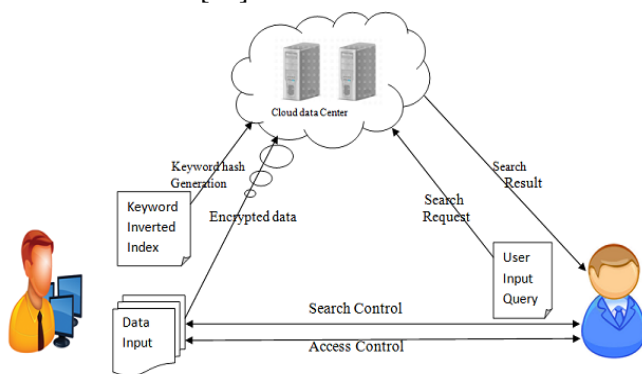 Cloud data Center
Keyword hash
Generation
Search
Result
Keyword
Inverted
Index
Encrypted data
Search
Request
User
Input
Query
Data
Input
Search Control
Access Control